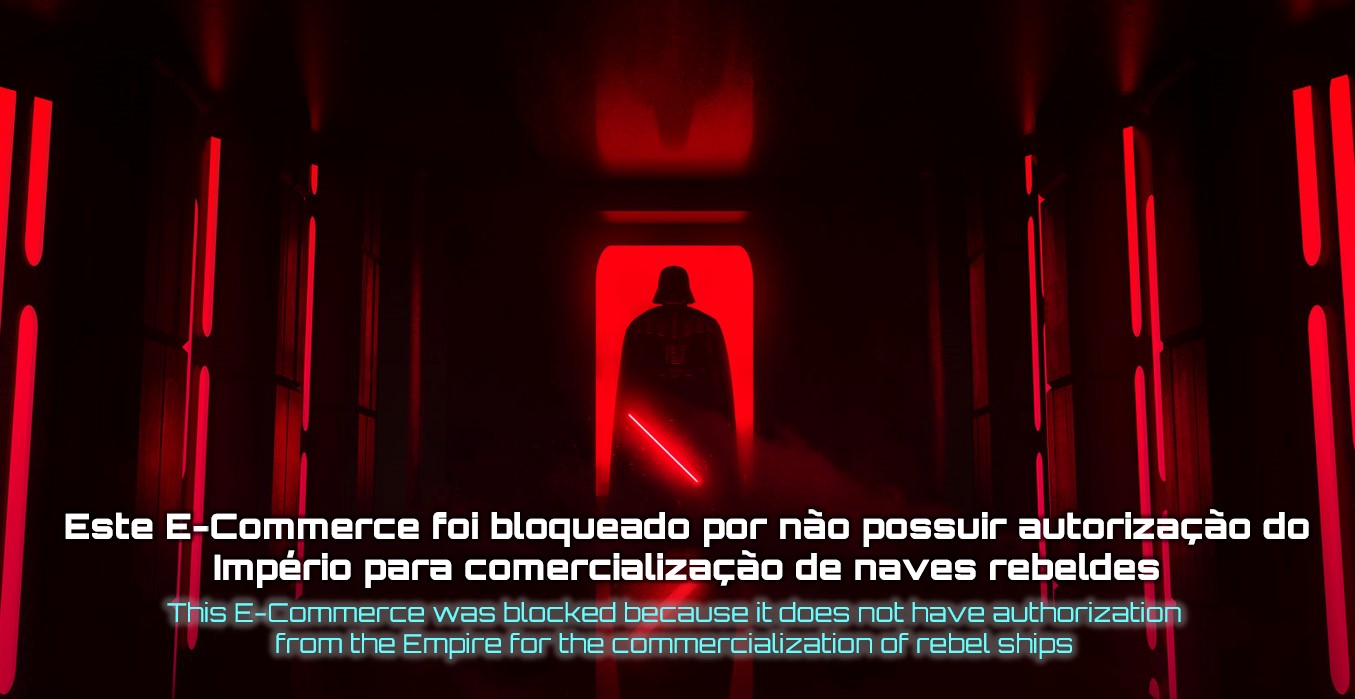 Este E-Commerce foi bloqueado por não possuir autorização do
Império para comercialização de naves rebeldes
This E-Commerce was blocked because it does not have authorization
from the Empire for the commercialization of rebel ships